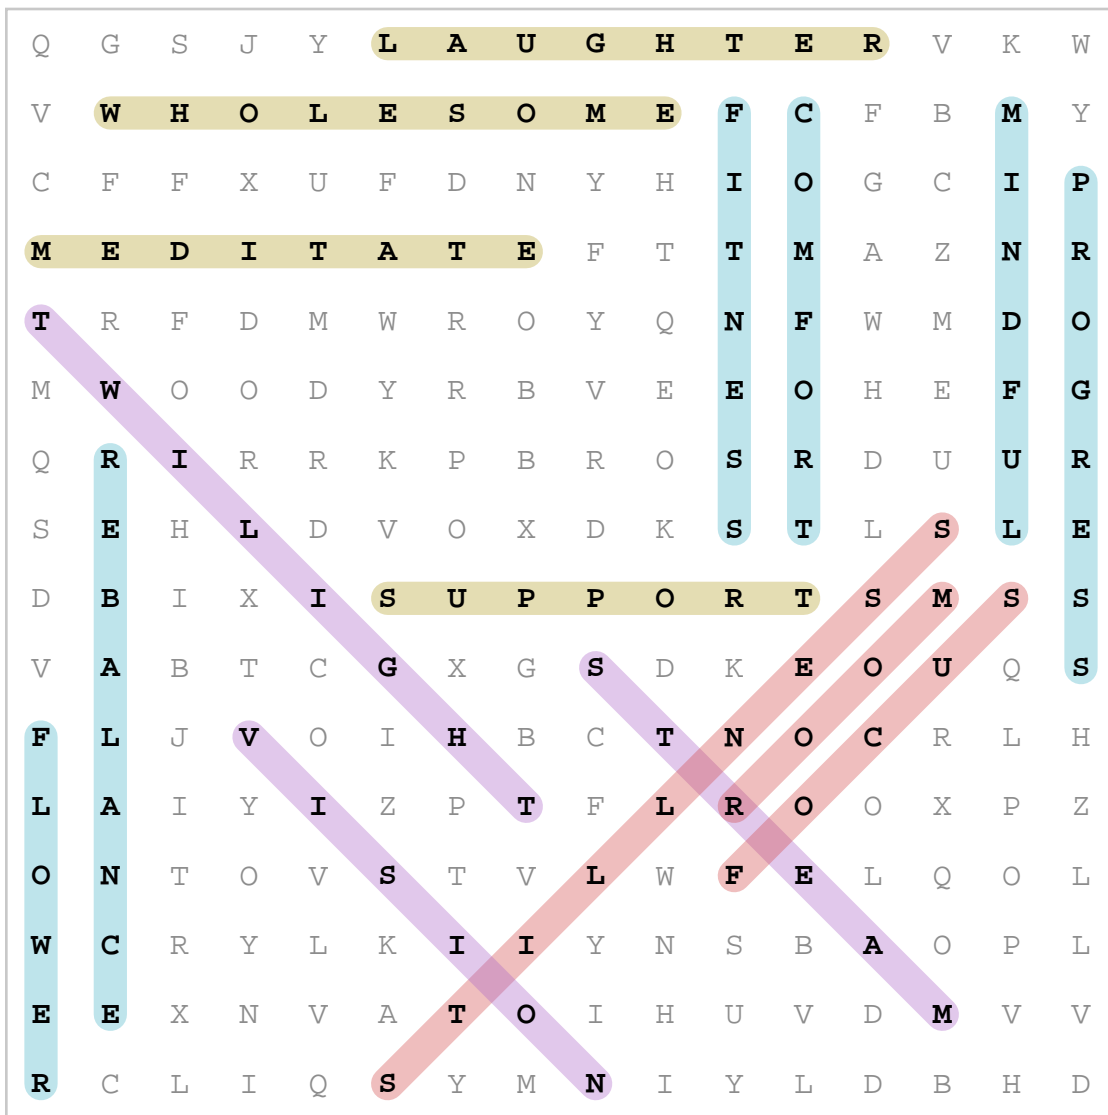 Q G S J Y L A U G H T E R V K W
V W H O L E S O M E F C F B M Y
C F F X U F D N Y H I O G C I P
M E D I T A T E F T T M A Z N R
T R F D M W R O Y Q N F W M D O
M W O O D Y R B V E E O H E F G
Q R I R R K P B R O S R D U U R
S E H L D V O X D K S T L S L E
D B I X I S U P P O R T S M S S
V A B T C G X G S D K E O U Q S
F L J V O I H B C T N O C R L H
L A I Y I Z P T F L R O O X P Z
O N T O V S T V L W F E L Q O L
W C R Y L K I I Y N S B A O P L
E E X N V A T O I H U V D M V V
R C L I Q S Y M N I Y L D B H D